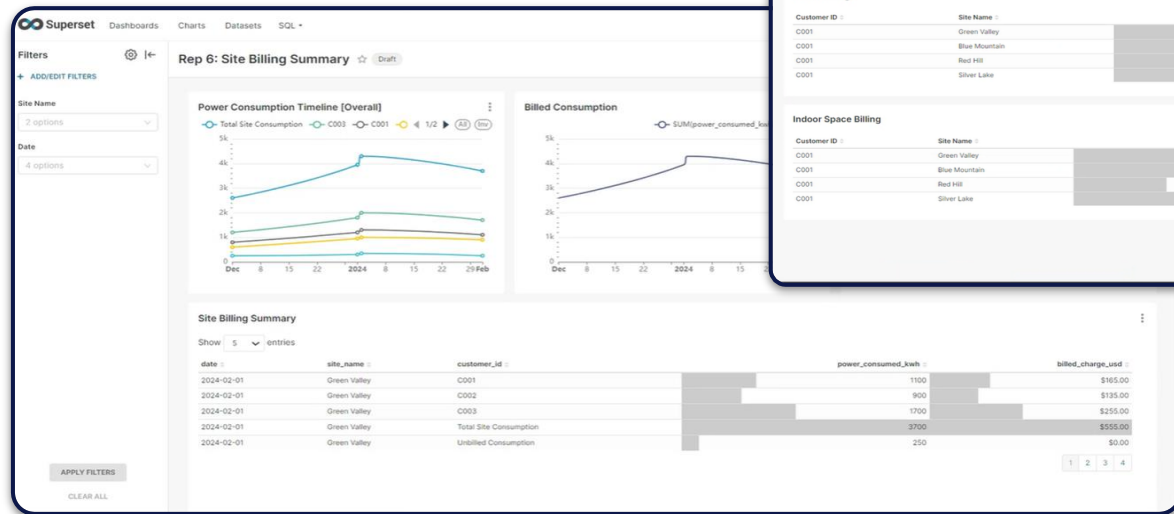 Superset Dashboards Charts Datasets SQL
Filters
+ ADD/EDIT FILTERS
Site Name
2 options
Date
4 options
APPLY FILTERS
CLEAR ALL
Rep 6: Site Billing Summary Draft
Power Consumption Timeline [Overall]
Total Site Consumption C003 C001 1/2 All Inv
5k
4k
3k
2k
1k
0
Dec 8 15 22 2024 8 15 22 29 Feb
Billed Consumption
SUM(power_consumed_kw
5k
4k
3k
2k
1k
0
Dec 8 15 22 2024 8 15
Site Billing Summary
Show 5 entries
date site_name customer_id power_consumed_kwh billed_charge_usd
2024-02-01 Green Valley C001 1100 $165.00
2024-02-01 Green Valley C002 900 $135.00
2024-02-01 Green Valley C003 1700 $255.00
2024-02-01 Green Valley Total Site Consumption 3700 $555.00
2024-02-01 Green Valley Unbilled Consumption 250 $0.00
1 2 3 4
Customer ID Site Name
C001 Green Valley
C001 Blue Mountain
C001 Red Hill
C001 Silver Lake
Indoor Space Billing
Customer ID Site Name
C001 Green Valley
C001 Blue Mountain
C001 Red Hill
C001 Silver Lake